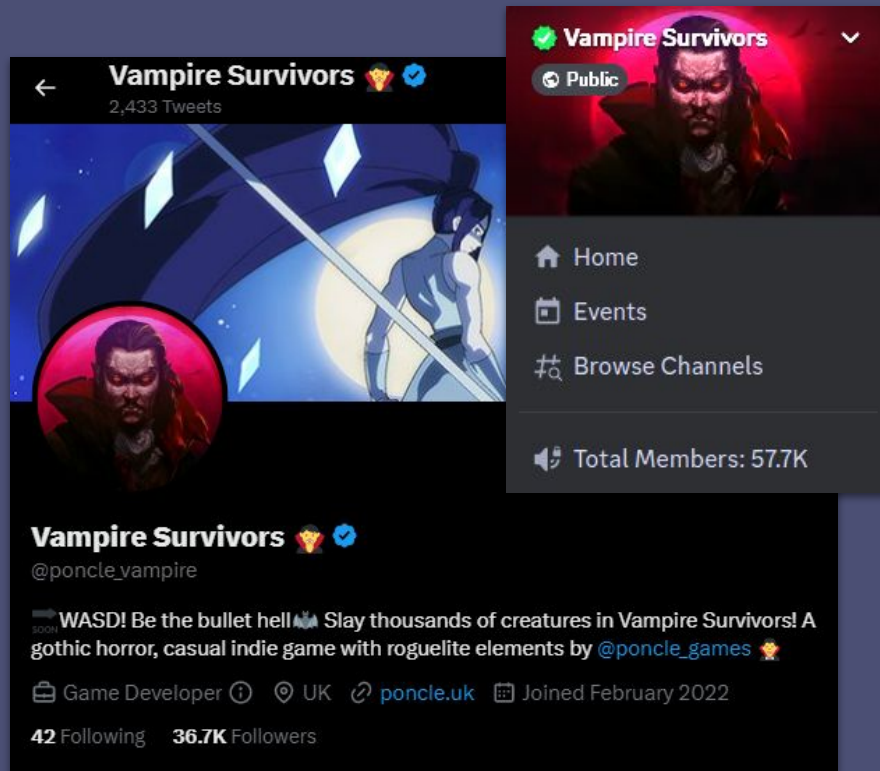 Vampire Survivors
2,433 Tweets
Vampire Survivors
Public
Home
Events
Browse Channels
Total Members: 57.7K
Vampire Survivors
@poncle_vampire
SOON WASD! Be the bullet hell Slay thousands of creatures in Vampire Survivors! A
gothic horror, casual indie game with roguelite elements by @poncle_games
Game Developer UK poncle.uk Joined February 2022
42 Following 36.7K Followers